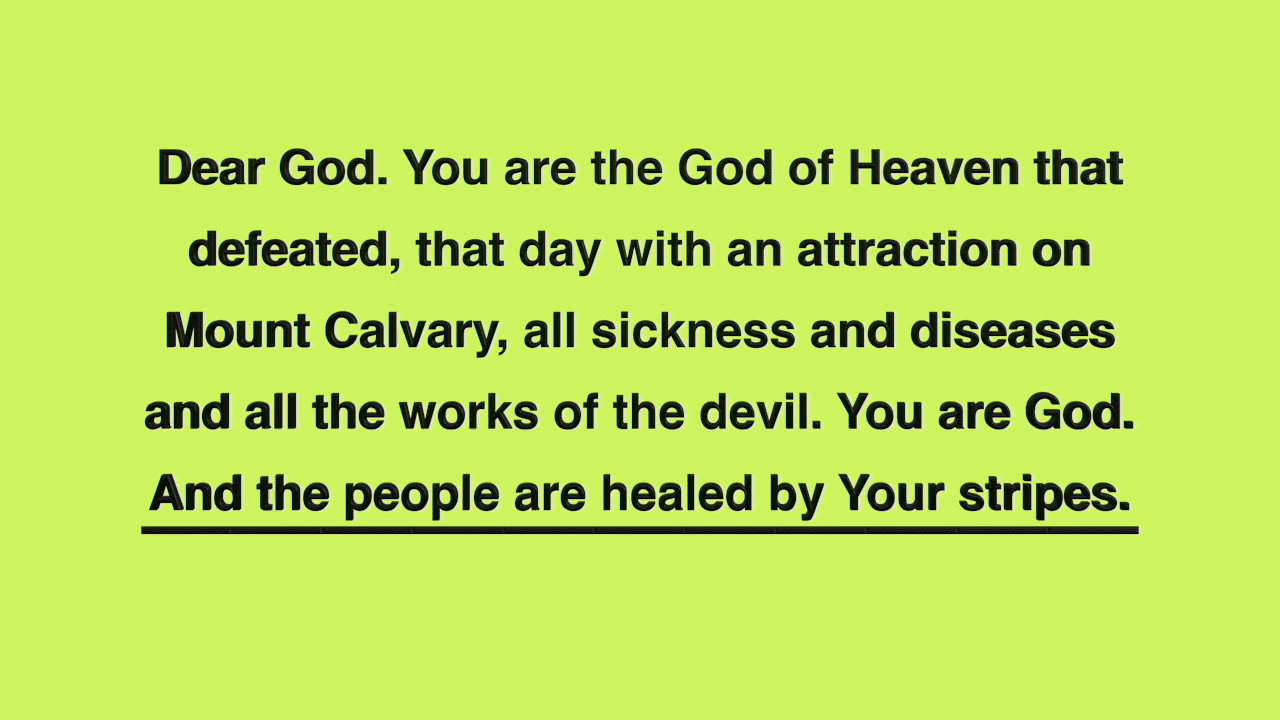 Dear God. You are the God of Heaven that
defeated, that day with an attraction on
Mount Calvary, all sickness and diseases
and all the works of the devil. You are God.
And the people are healed by Your stripes.